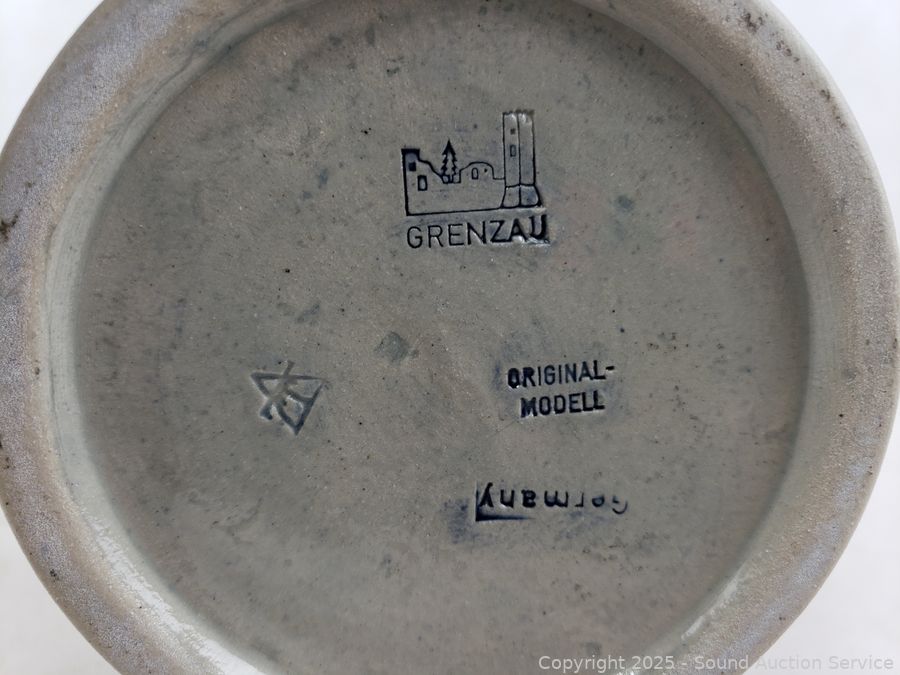 GRENZAU
ORIGINAL-
MODELL
Germany
Copyright 2025 - Sound Auction Service